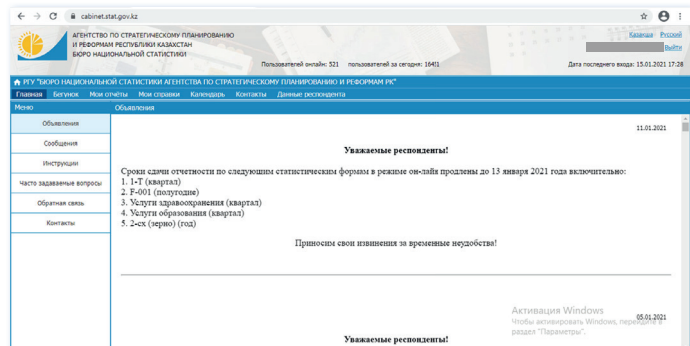 cabinet.stat.gov.kz
АГЕНТСТВО ПО СТРАТЕГИЧЕСКОМУ ПЛАНИРОВАНИЮ
И РЕФОРМАМ РЕСПУБЛИКИ КАЗАХСТАН
БЮРО НАЦИОНАЛЬНОЙ СТАТИСТИКИ
Қазақша Русский
Выйти
Пользователей онлайн: 521 пользователей за сегодня: 16411 Дата последнего входа: 15.01.2021 17:28
РГУ "БЮРО НАЦИОНАЛЬНОЙ СТАТИСТИКИ АГЕНТСТВА ПО СТРАТЕГИЧЕСКОМУ ПЛАНИРОВАНИЮ И РЕФОРМАМ РК"
Главная Бегунок Мои отчёты Мои справки Календарь Контакты Данные респондента
Меню Объявления
Объявления
Сообщения
Инструкции
Часто задаваемые вопросы
Обратная связь
Контакты
11.01.2021
Уважаемые респонденты!
Сроки сдачи отчетности по следующим статистическим формам в режиме он-лайн продлены до 13 января 2021 года включительно:
1. 1-Т (квартал)
2. F-001 (полугодие)
3. Услуги здравоохранения (квартал)
4. Услуги образования (квартал)
5. 2-сх (зерно) (год)
Приносим свои извинения за временные неудобства!
05.01.2021
Уважаемые респонденты!
Активация Windows
Чтобы активировать Windows, перейдите в
раздел "Параметры".